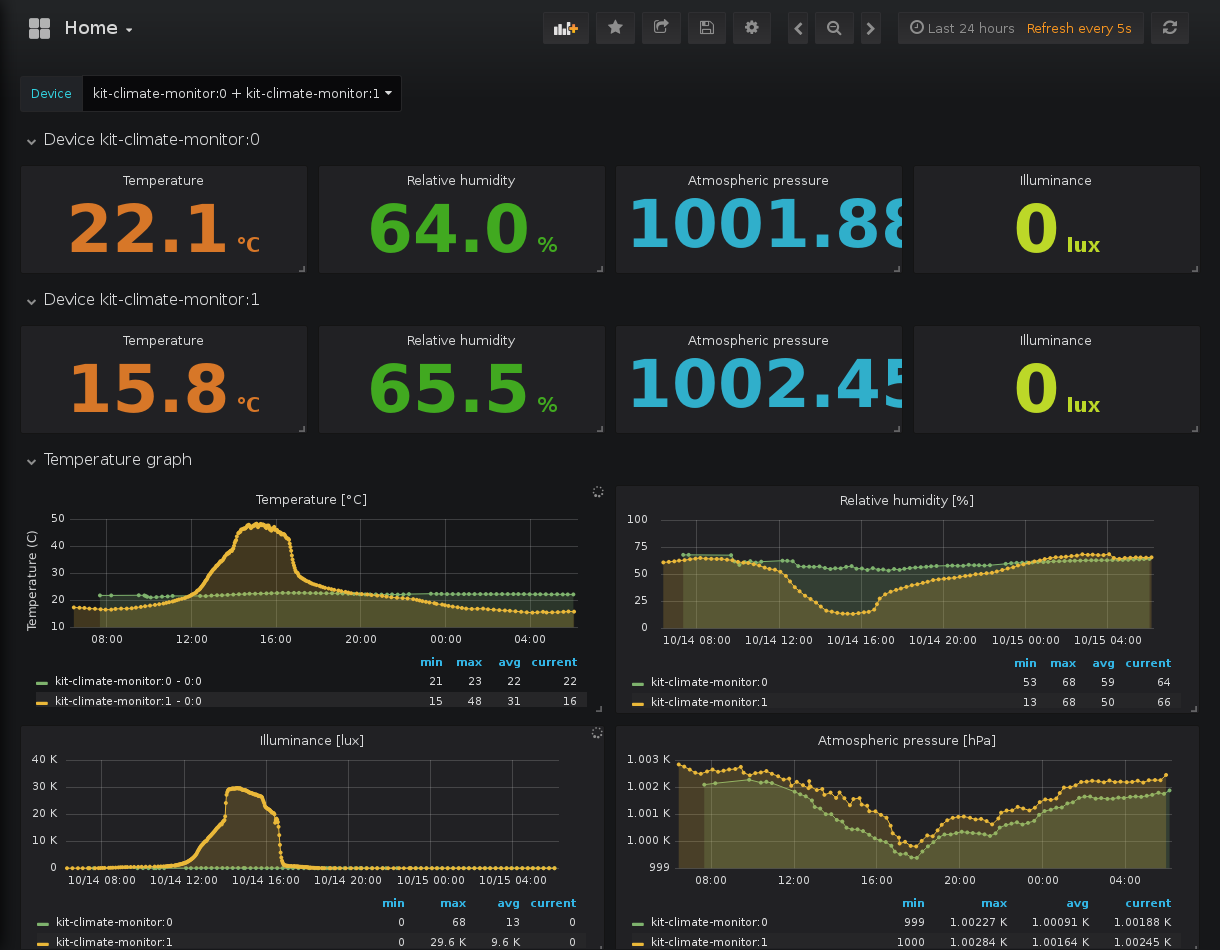 Home
Last 24 hours Refresh every 5s
Device kit-climate-monitor:0 + kit-climate-monitor:1
Device kit-climate-monitor:0
Temperature Relative humidity Atmospheric pressure Illuminance
22.1 °C 64.0 % 1001.88 0 lux
Device kit-climate-monitor:1
Temperature Relative humidity Atmospheric pressure Illuminance
15.8 °C 65.5 % 1002.45 0 lux
Temperature graph
Temperature [°C]
Temperature (C)
50
40
30
20
10
08:00 12:00 16:00 20:00 00:00 04:00
min max avg current
kit-climate-monitor:0 - 0:0 21 23 22 22
kit-climate-monitor:1 - 0:0 15 48 31 16
Relative humidity [%]
100
75
50
25
0
10/14 08:00 10/14 12:00 10/14 16:00 10/14 20:00 10/15 00:00 10/15 04:00
min max avg current
kit-climate-monitor:0 53 68 59 64
kit-climate-monitor:1 13 68 50 66
Illuminance [lux]
40 K
30 K
20 K
10 K
0
10/14 08:00 10/14 12:00 10/14 16:00 10/14 20:00 10/15 00:00 10/15 04:00
min max avg current
kit-climate-monitor:0 0 68 13 0
kit-climate-monitor:1 0 29.6 K 9.6 K 0
Atmospheric pressure [hPa]
1.003 K
1.002 K
1.001 K
1.000 K
999
08:00 12:00 16:00 20:00 00:00 04:00
min max avg current
kit-climate-monitor:0 999 1.00227 K 1.00091 K 1.00188 K
kit-climate-monitor:1 1000 1.00284 K 1.00164 K 1.00245 K